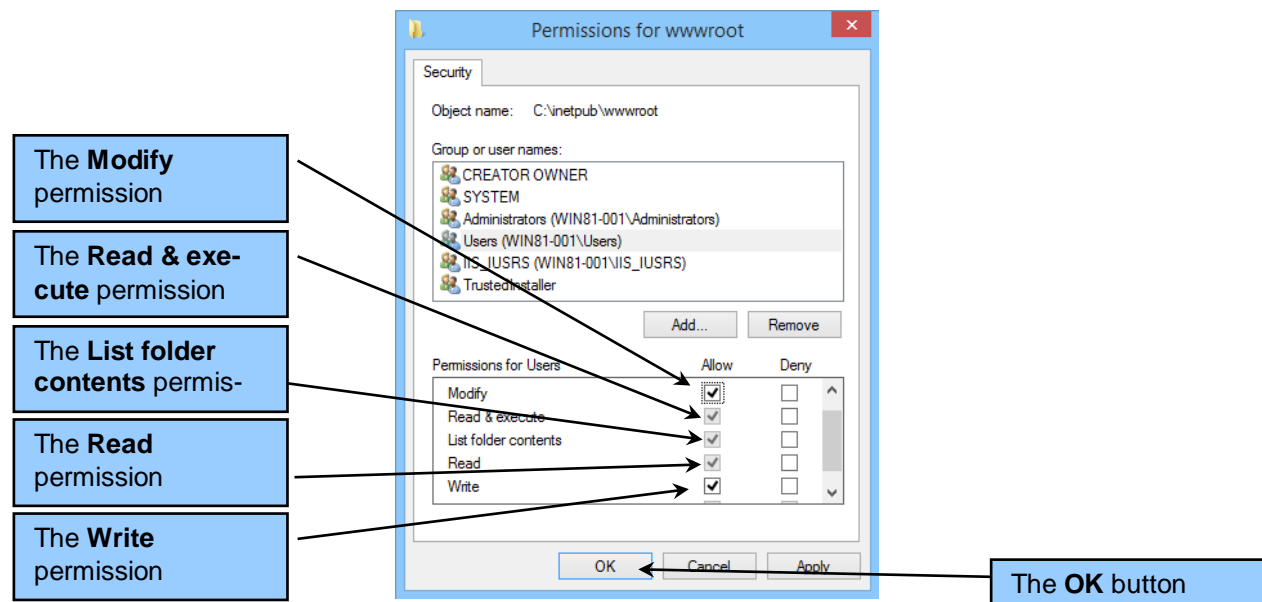 Permissions for wwwroot
Security
Object name: C:\inetpub\wwwroot
Group or user names:
CREATOR OWNER
SYSTEM
Administrators (WIN81-001\Administrators)
Users (WIN81-001\Users)
IIS_IUSRS (WIN81-001\IIS_IUSRS)
TrustedInstaller
Add... Remove
Permissions for Users Allow Deny
Modify
Read & execute
List folder contents
Read
Write
OK Cancel Apply
The Modify
permission
The Read & exe-
cute permission
The List folder
contents permis-
The Read
permission
The Write
permission
The OK button